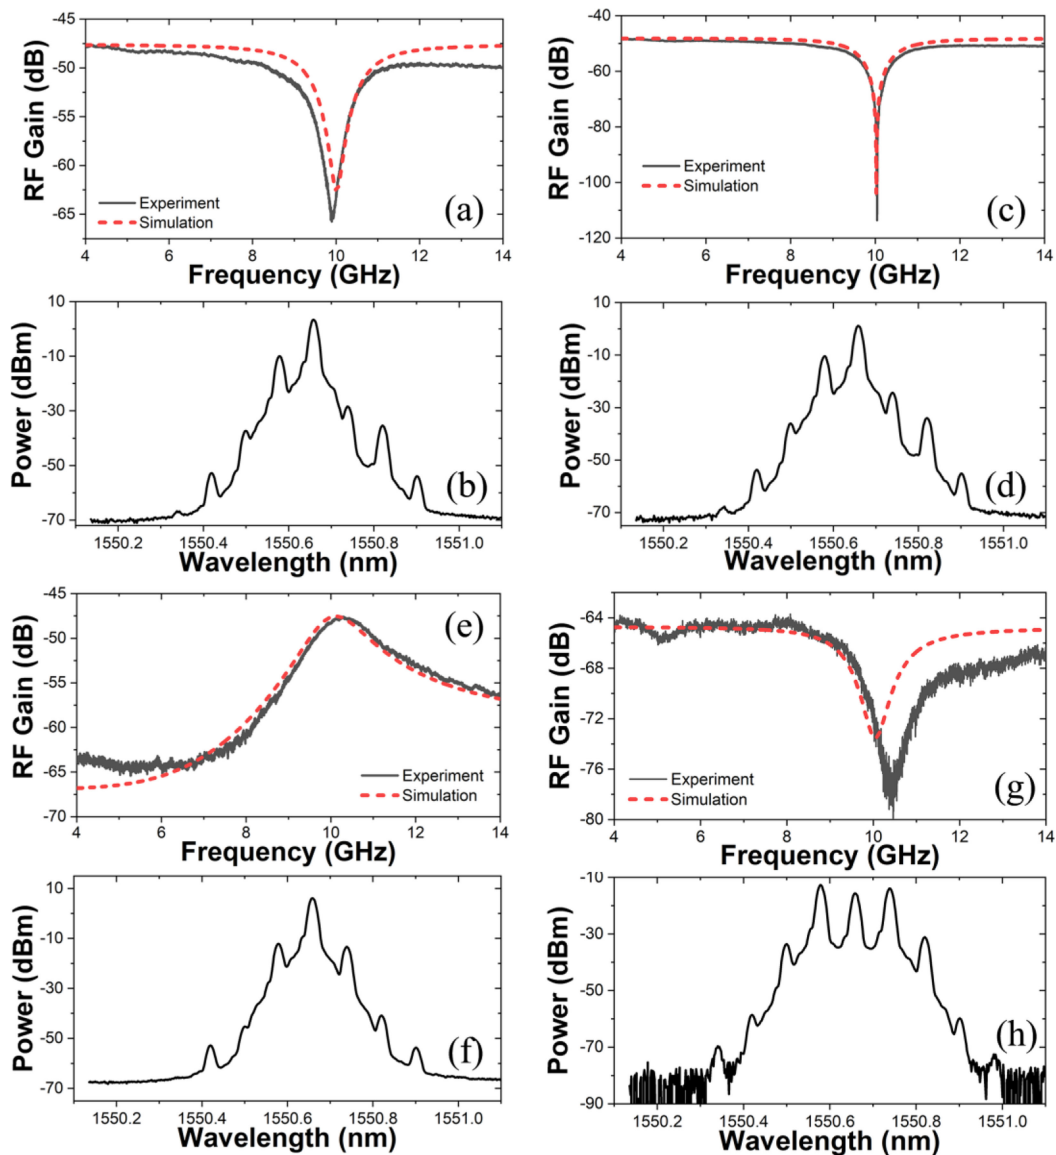 -45
-50
-55
-60
-65
RF Gain (dB)
Experiment
Simulation
(a)
4 6 8 10 12 14
Frequency (GHz)
-40
-60
-80
-100
-120
RF Gain (dB)
Experiment
Simulation
(c)
4 6 8 10 12 14
Frequency (GHz)
10
-10
-30
-50
-70
Power (dBm)
(b)
1550.2 1550.4 1550.6 1550.8 1551.0
Wavelength (nm)
10
-10
-30
-50
-70
Power (dBm)
(d)
1550.2 1550.4 1550.6 1550.8 1551.0
Wavelength (nm)
-45
-50
-55
-60
-65
-70
RF Gain (dB)
(e)
Experiment
Simulation
4 6 8 10 12 14
Frequency (GHz)
-64
-68
-72
-76
-80
RF Gain (dB)
Experiment
Simulation
(g)
4 6 8 10 12 14
Frequency (GHz)
10
-10
-30
-50
-70
Power (dBm)
(f)
1550.2 1550.4 1550.6 1550.8 1551.0
Wavelength (nm)
-10
-30
-50
-70
-90
Power (dBm)
(h)
1550.2 1550.4 1550.6 1550.8 1551.0
Wavelength (nm)